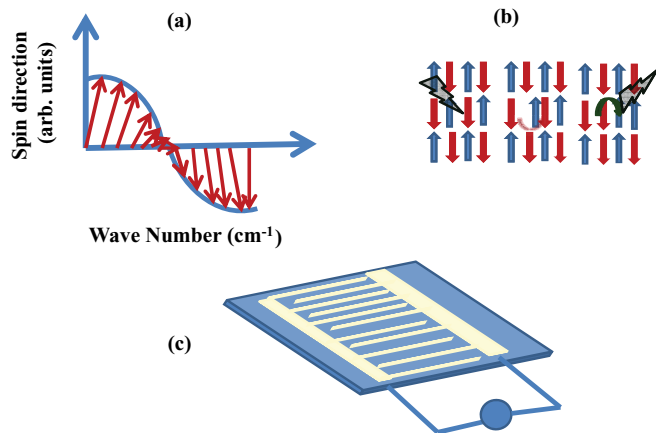 (a)
(b)
Spin direction
(arb. units)
Wave Number (cm-1)
(c)